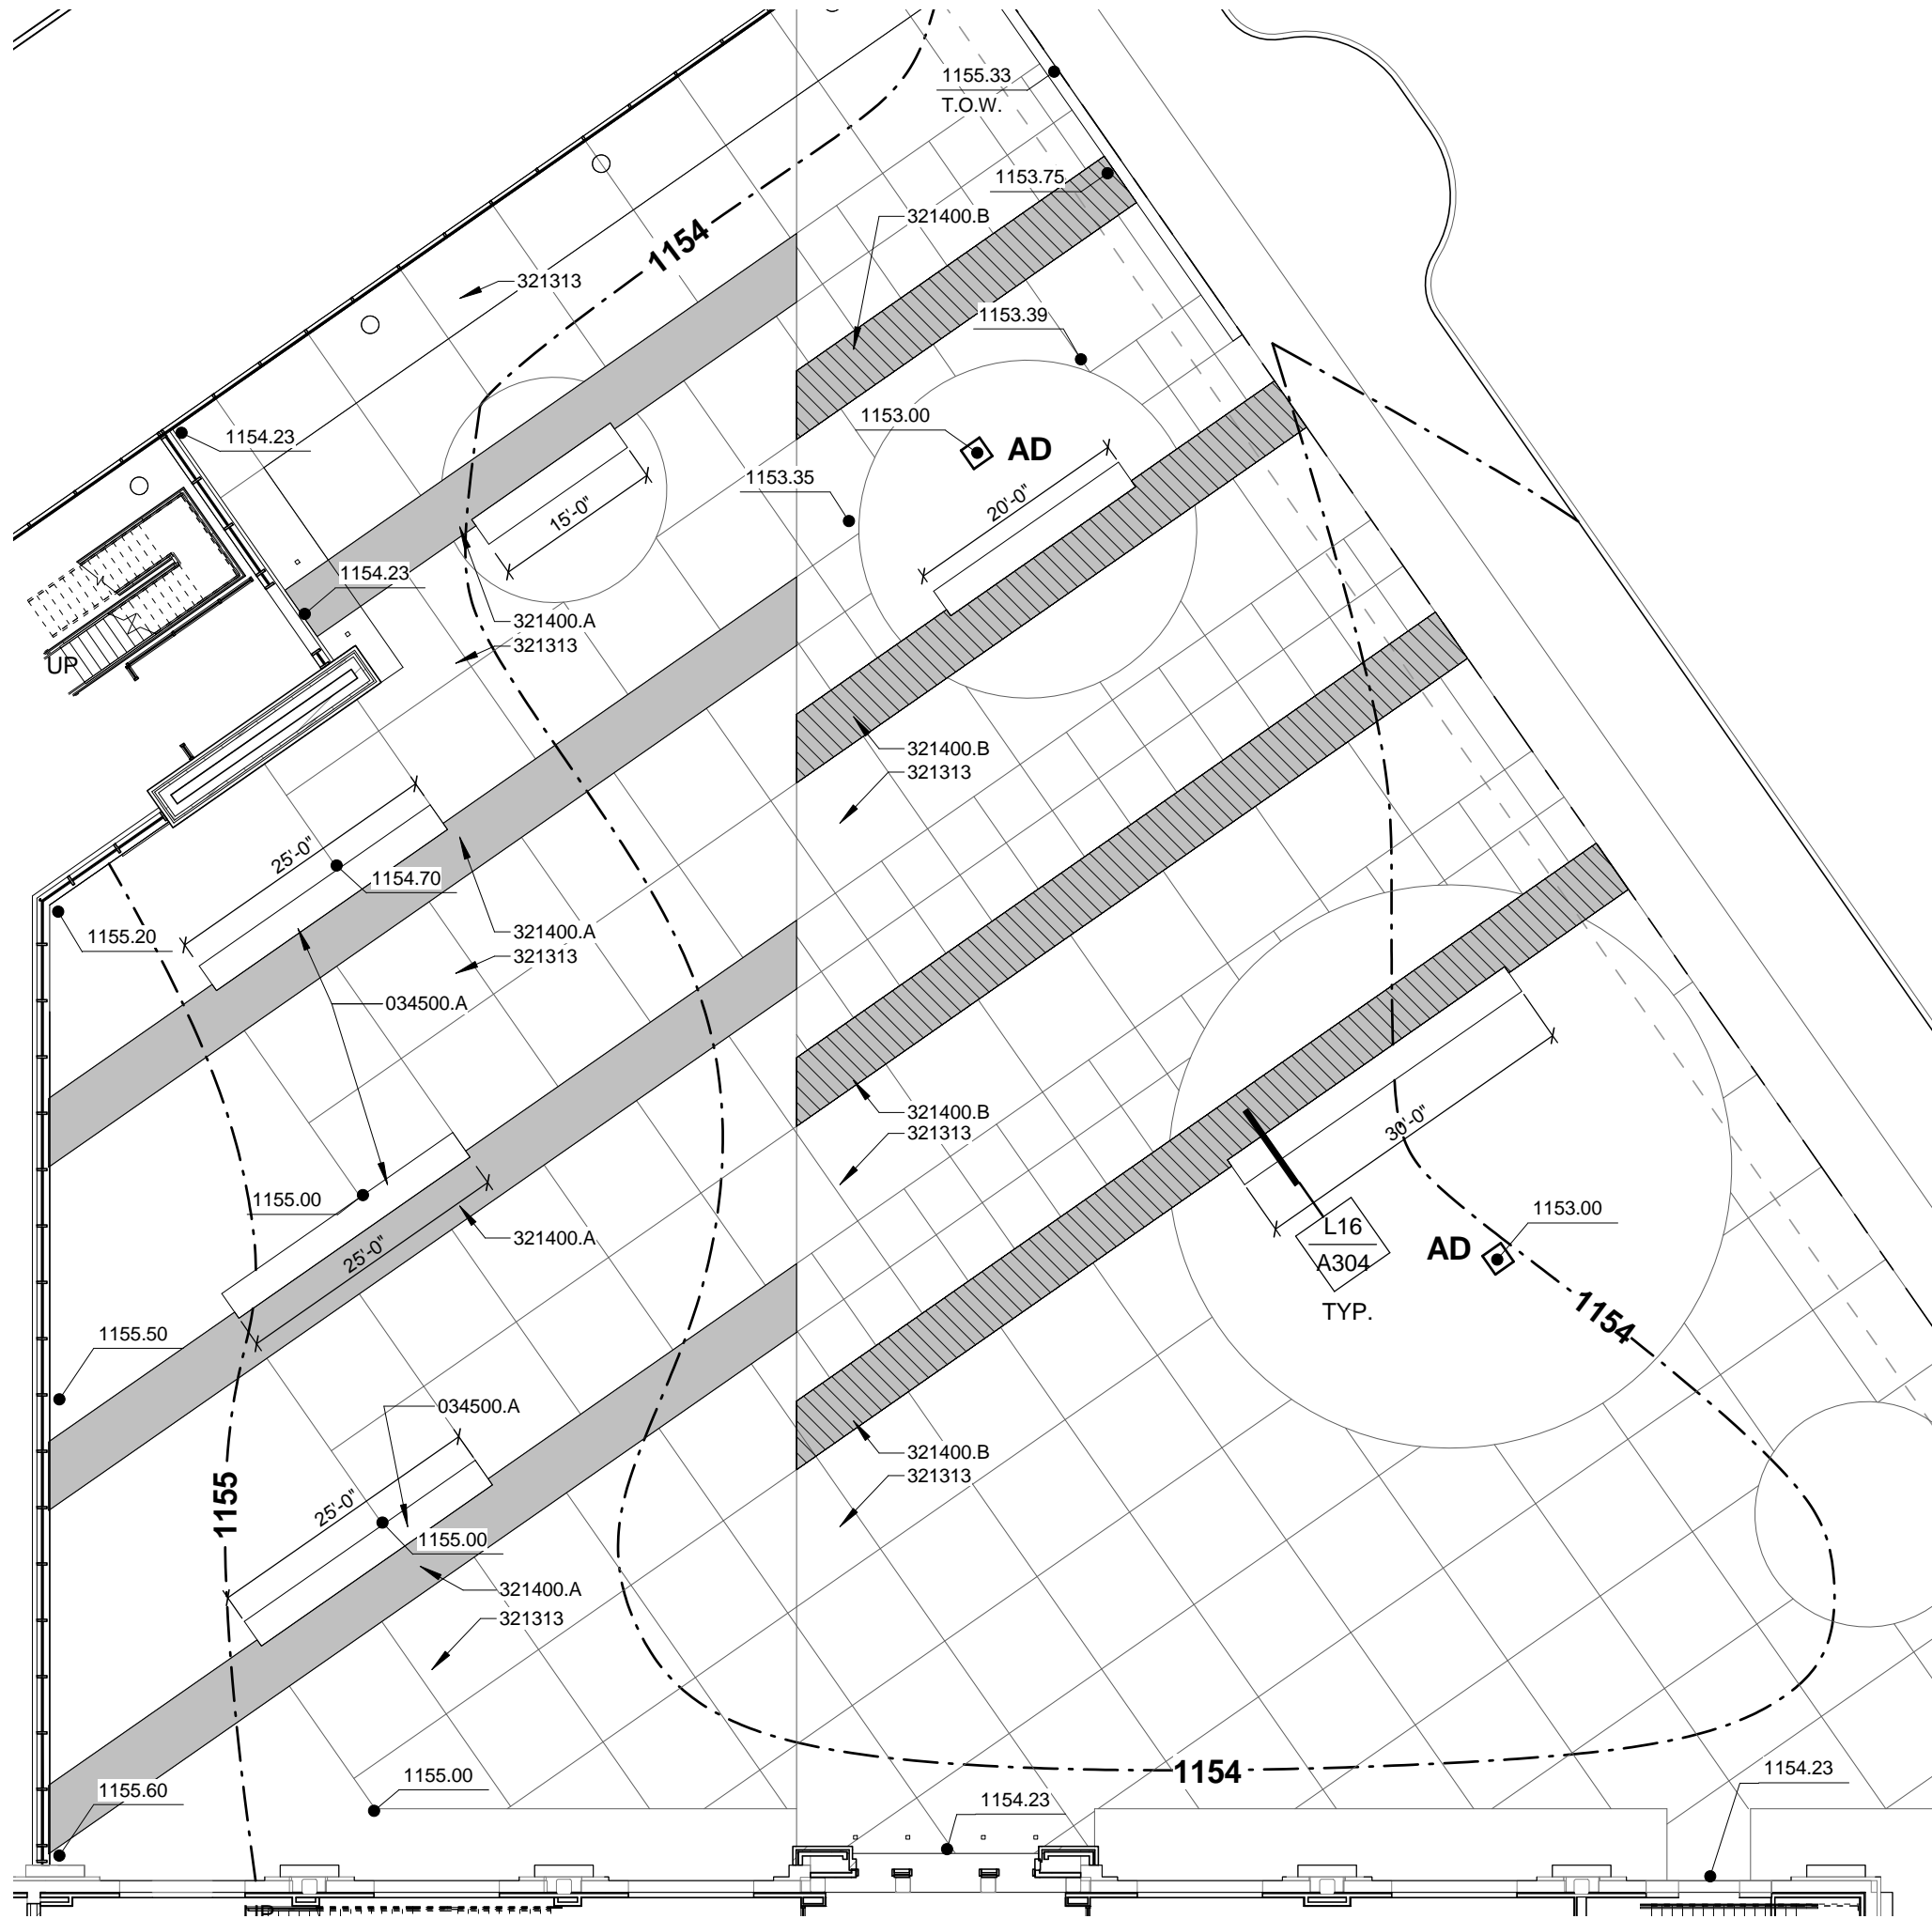 1155.33
T.O.W.
1153.75
321400.B
1154
321313
1153.39
1153.00
AD
1154.23
1153.35
20'-0"
15'-0"
1154.23
321400.A
321313
UP
321400.B
321313
25'-0"
1154.70
1155.20
321400.A
321313
034500.A
321400.B
30'-0"
321313
1155.00
1153.00
L16
A304
TYP.
AD
321400.A
25'-0"
1154
1155.50
034500.A
321400.B
321313
1155
25'-0"
1155.00
321400.A
321313
1154
1155.00
1154.23
1155.60
1154.23